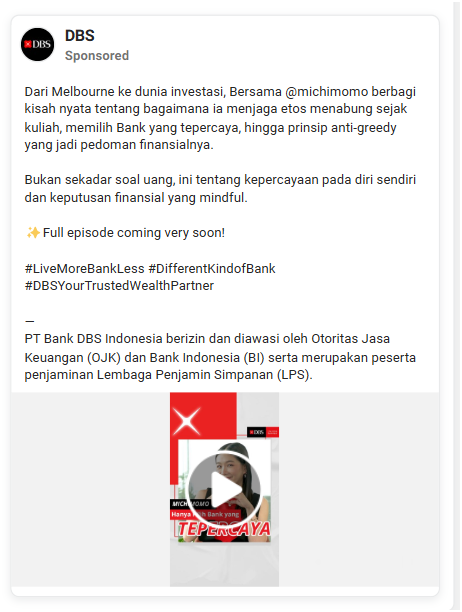 DBS
DBS
Sponsored
Dari Melbourne ke dunia investasi, Bersama @michimomo berbagi
kisah nyata tentang bagaimana ia menjaga etos menabung sejak
kuliah, memilih Bank yang tepercaya, hingga prinsip anti-greedy
yang jadi pedoman finansialnya.
Bukan sekadar soal uang, ini tentang kepercayaan pada diri sendiri
dan keputusan finansial yang mindful.
✨Full episode coming very soon!
#LiveMoreBankLess #DifferentKindofBank
#DBSYourTrustedWealthPartner
—
PT Bank DBS Indonesia berizin dan diawasi oleh Otoritas Jasa
Keuangan (OJK) dan Bank Indonesia (BI) serta merupakan peserta
penjaminan Lembaga Penjamin Simpanan (LPS).
DBS
MICHIMOMO
Hanya Bank yang
TEPERCAYA